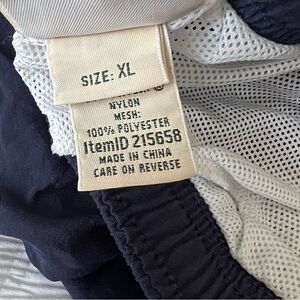 SIZE: XL
NYLON
MESH:
100% POLYESTER
ItemID 215658
MADE IN CHINA
CARE ON REVERSE